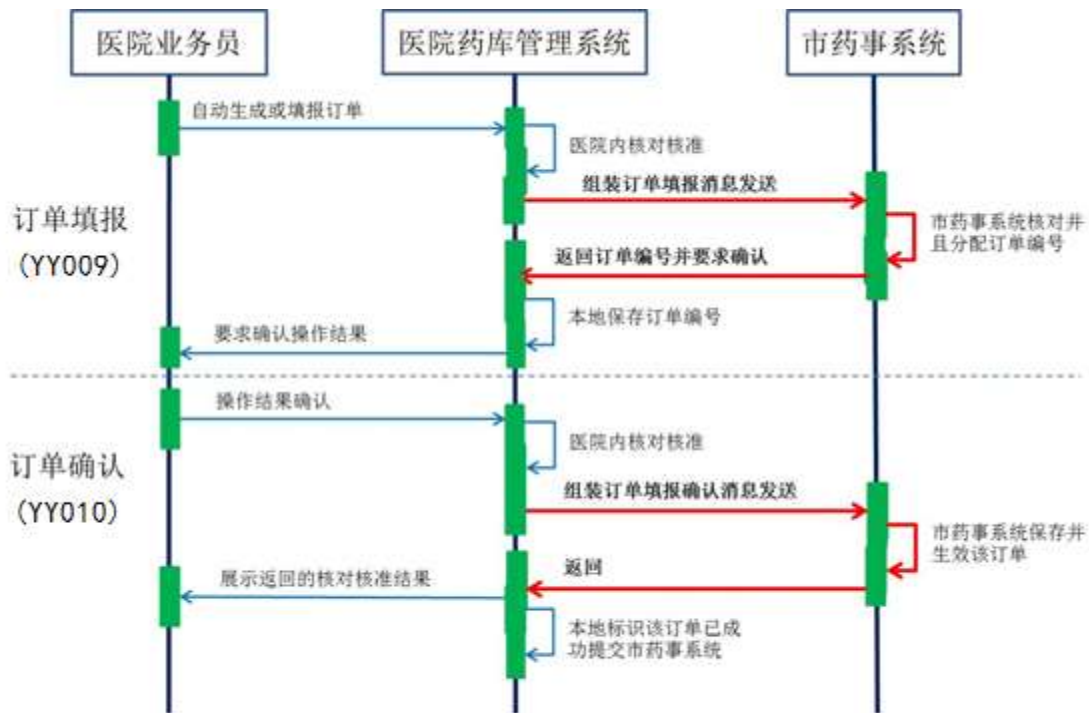 医院业务员
医院药库管理系统
市药事系统
自动生成或填报订单
医院内核对核准
组装订单填报消息发送
订单填报
(YY009)
市药事系统核对并
且分配订单编号
返回订单编号并要求确认
本地保存订单编号
要求确认操作结果
操作结果确认
医院内核对核准
订单确认
(YY010)
组装订单填报确认消息发送
市药事系统保存并
生效该订单
返回
展示返回的核对核准结果
本地标识该订单已成
功提交市药事系统